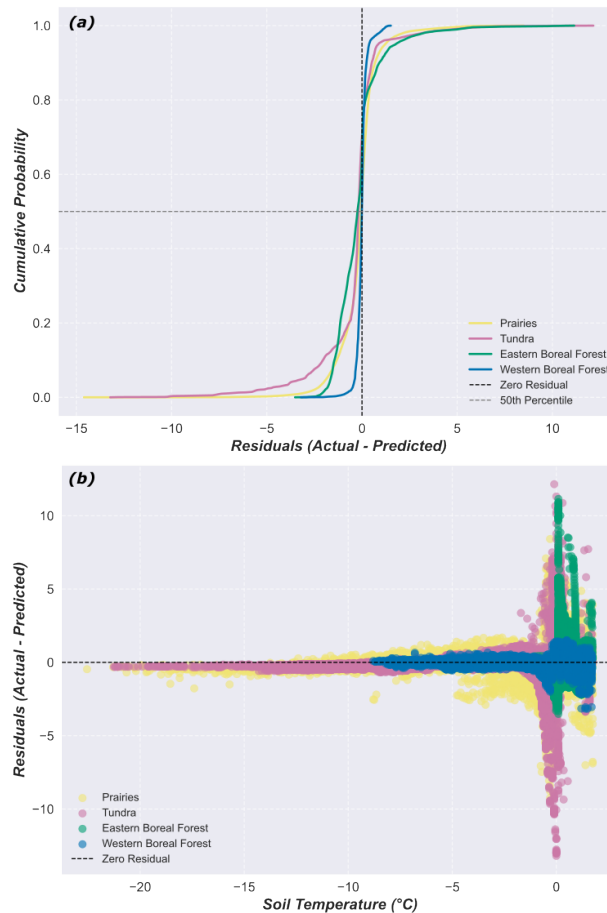 (a)
1.0
0.8
0.6
0.4
0.2
0.0
Cumulative Probability
Prairies
Tundra
Eastern Boreal Forest
Western Boreal Forest
Zero Residual
50th Percentile
−15 −10 −5 0 5 10
Residuals (Actual - Predicted)
(b)
10
5
0
−5
−10
Residuals (Actual - Predicted)
Prairies
Tundra
Eastern Boreal Forest
Western Boreal Forest
Zero Residual
−20 −15 −10 −5 0
Soil Temperature (°C)